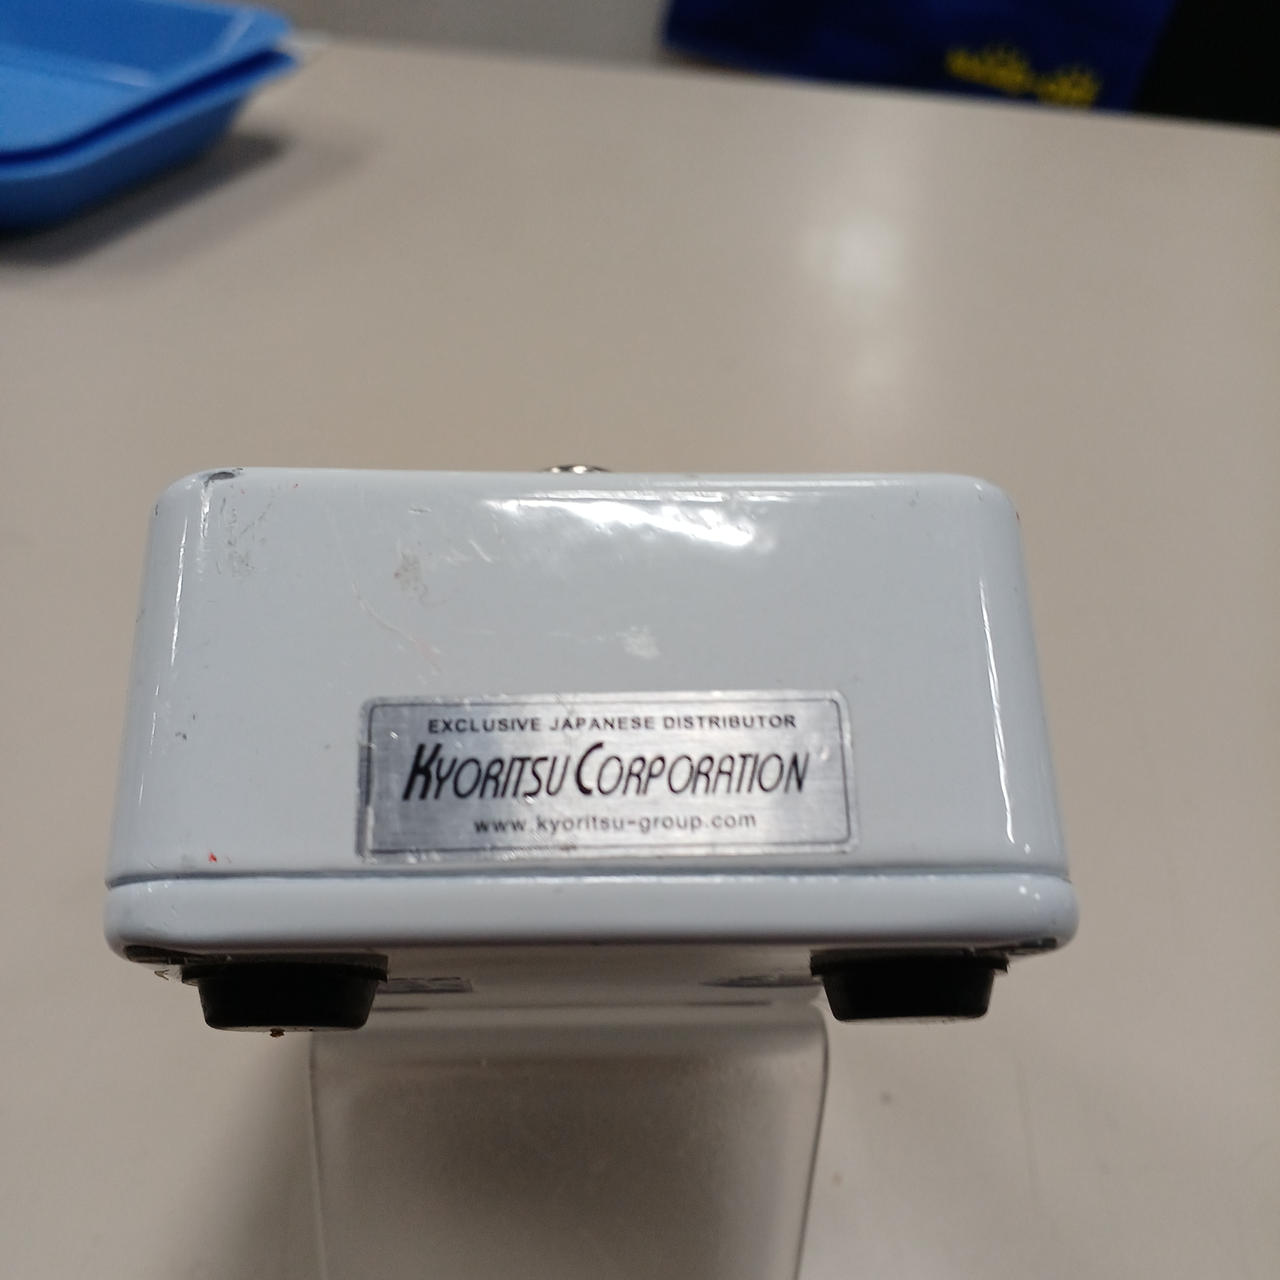 EXCLUSIVE JAPANESE DISTRIBUTOR
KYORITSU CORPORATION
www.kyoritsu-group.com